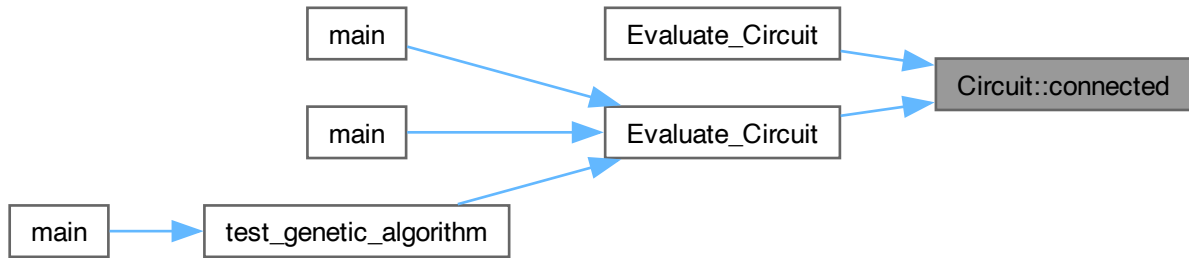 main
Evaluate_Circuit
Circuit::connected
main
Evaluate_Circuit
main
test_genetic_algorithm